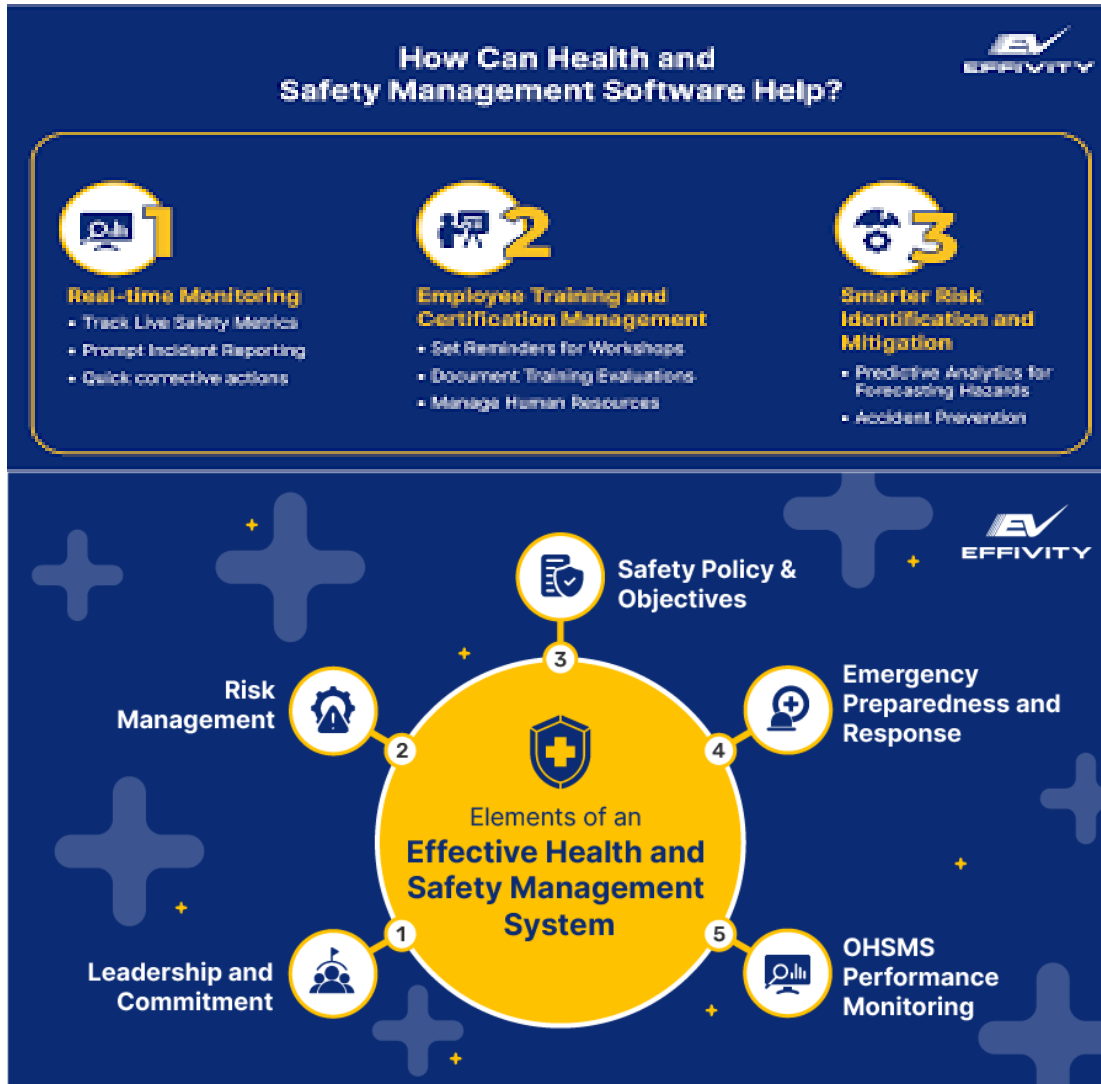 How Can Health and
Safety Management Software Help?
EFFIVITY
1
Real-time Monitoring
• Track Live Safety Metrics
• Prompt Incident Reporting
• Quick corrective actions
2
Employee Training and
Certification Management
• Set Reminders for Workshops
• Document Training Evaluations
• Manage Human Resources
3
Smarter Risk
Identification and
Mitigation
• Predictive Analytics for
Forecasting Hazards
• Accident Prevention
EFFIVITY
Elements of an
Effective Health and
Safety Management
System
1
Leadership and
Commitment
2
Risk
Management
3
Safety Policy &
Objectives
4
Emergency
Preparedness and
Response
5
OHSMS
Performance
Monitoring